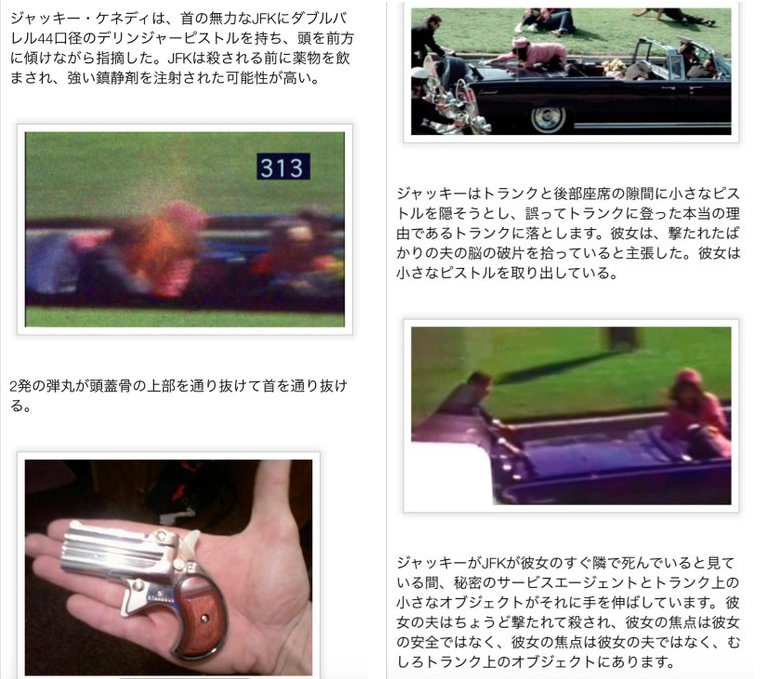 ジャッキー・ケネディは、首の無力なJFKにダブルバ
レル44口径のデリンジャーピストルを持ち、頭を前方
に傾けながら指摘した。JFKは殺される前に薬物を飲
まされ、強い鎮静剤を注射された可能性が高い。
313
2発の弾丸が頭蓋骨の上部を通り抜けて首を通り抜け
る。
ジャッキーはトランクと後部座席の隙間に小さなピス
トルを隠そうとし、誤ってトランクに登った本当の理
由であるトランクに落とします。彼女は、撃たれたば
かりの夫の脳の破片を拾っていると主張した。彼女は
小さなピストルを取り出している。
ジャッキーがJFKが彼女のすぐ隣で死んでいると見て
いる間、秘密のサービスエージェントとトランク上の
小さなオブジェクトがそれに手を伸ばしています。彼
女の夫はちょうど撃たれて殺され、彼女の焦点は彼女
の安全ではなく、彼女の焦点は彼女の夫ではなく、む
しろトランク上のオブジェクトにあります。